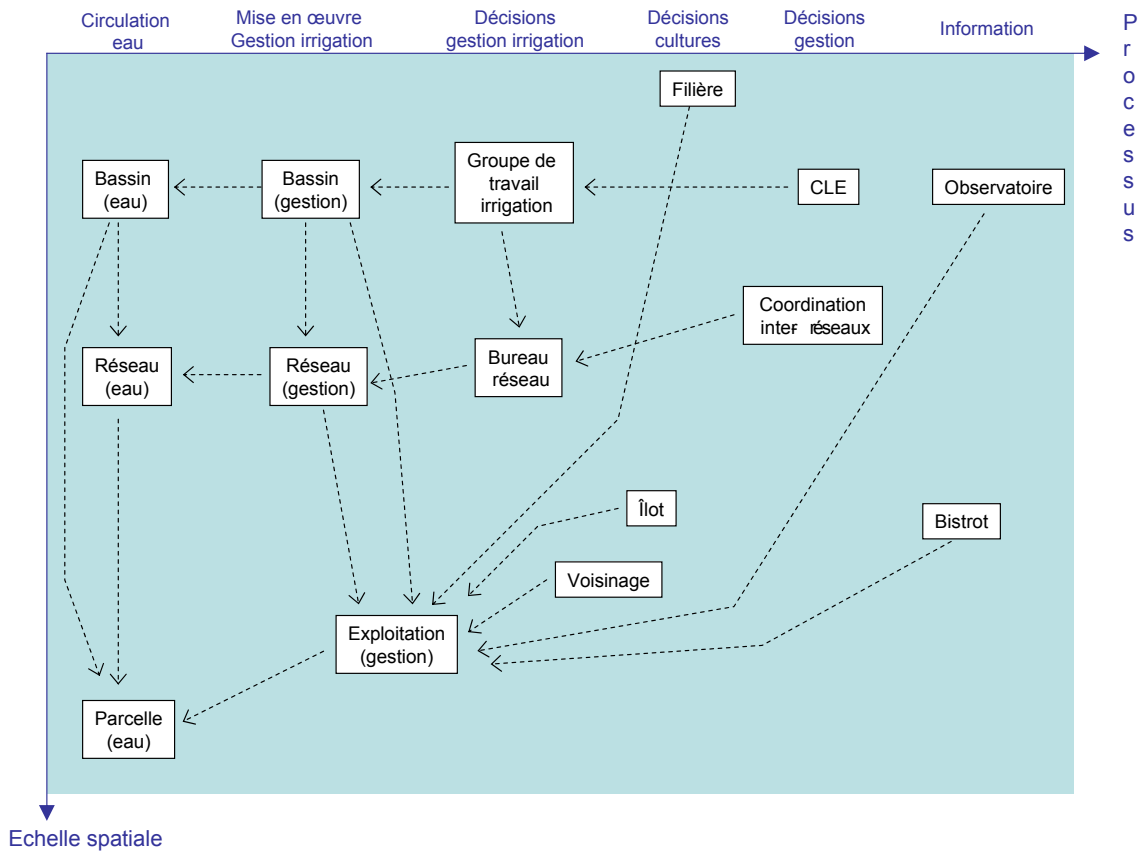 Circulation
eau
Mise en œuvre
Gestion irrigation
Décisions
gestion irrigation
Décisions
cultures
Décisions
gestion
Information
Processus
Filière
Bassin
(eau)
Bassin
(gestion)
Groupe de
travail
irrigation
CLE
Observatoire
Coordination
inter- réseaux
Réseau
(eau)
Réseau
(gestion)
Bureau
réseau
Îlot
Bistrot
Voisinage
Exploitation
(gestion)
Parcelle
(eau)
Echelle spatiale